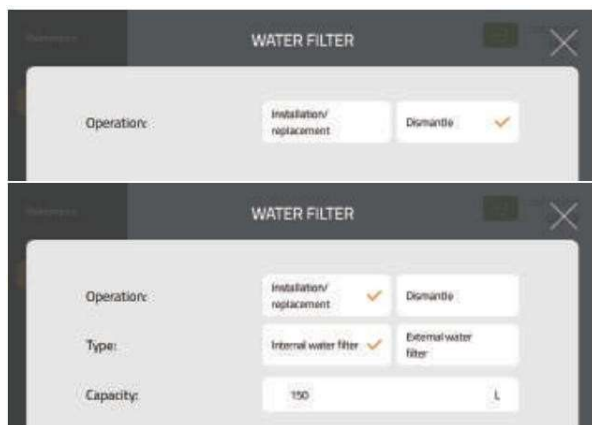 WATER FILTER
Operation:
Installation/
replacement
Dismantle
WATER FILTER
Operation:
Installation/
replacement
Dismantle
Type:
Internal water filter
External water
filter
Capacity:
150 L